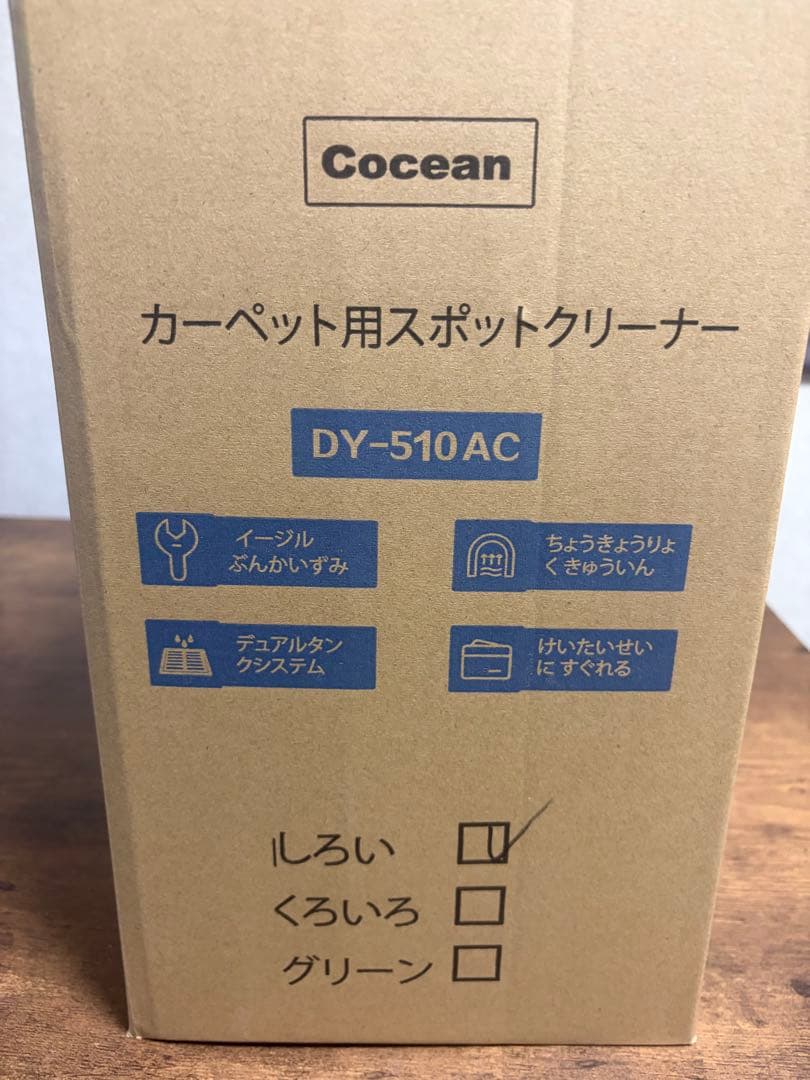 Cocean
カーペット用スポットクリーナー
DY-510AC
イージル
ぶんかいずみ
ちょうきょうりょ
くきゅういん
デュアルタン
クシステム
けいたいせい
に すぐれる
しろい
くろいろ
グリーン